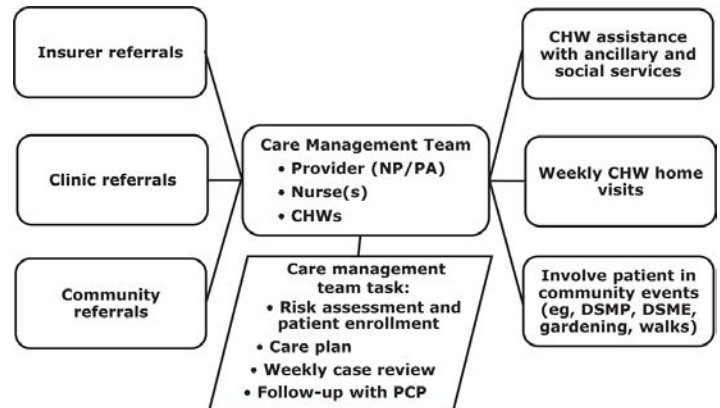 Insurer referrals
Clinic referrals
Community
referrals
Care Management Team
• Provider (NP/PA)
• Nurse(s)
• CHWs
Care management
team task:
• Risk assessment and
patient enrollment
• Care plan
• Weekly case review
• Follow-up with PCP
CHW assistance
with ancillary and
social services
Weekly CHW home
visits
Involve patient in
community events
(eg, DSMP, DSME,
gardening, walks)